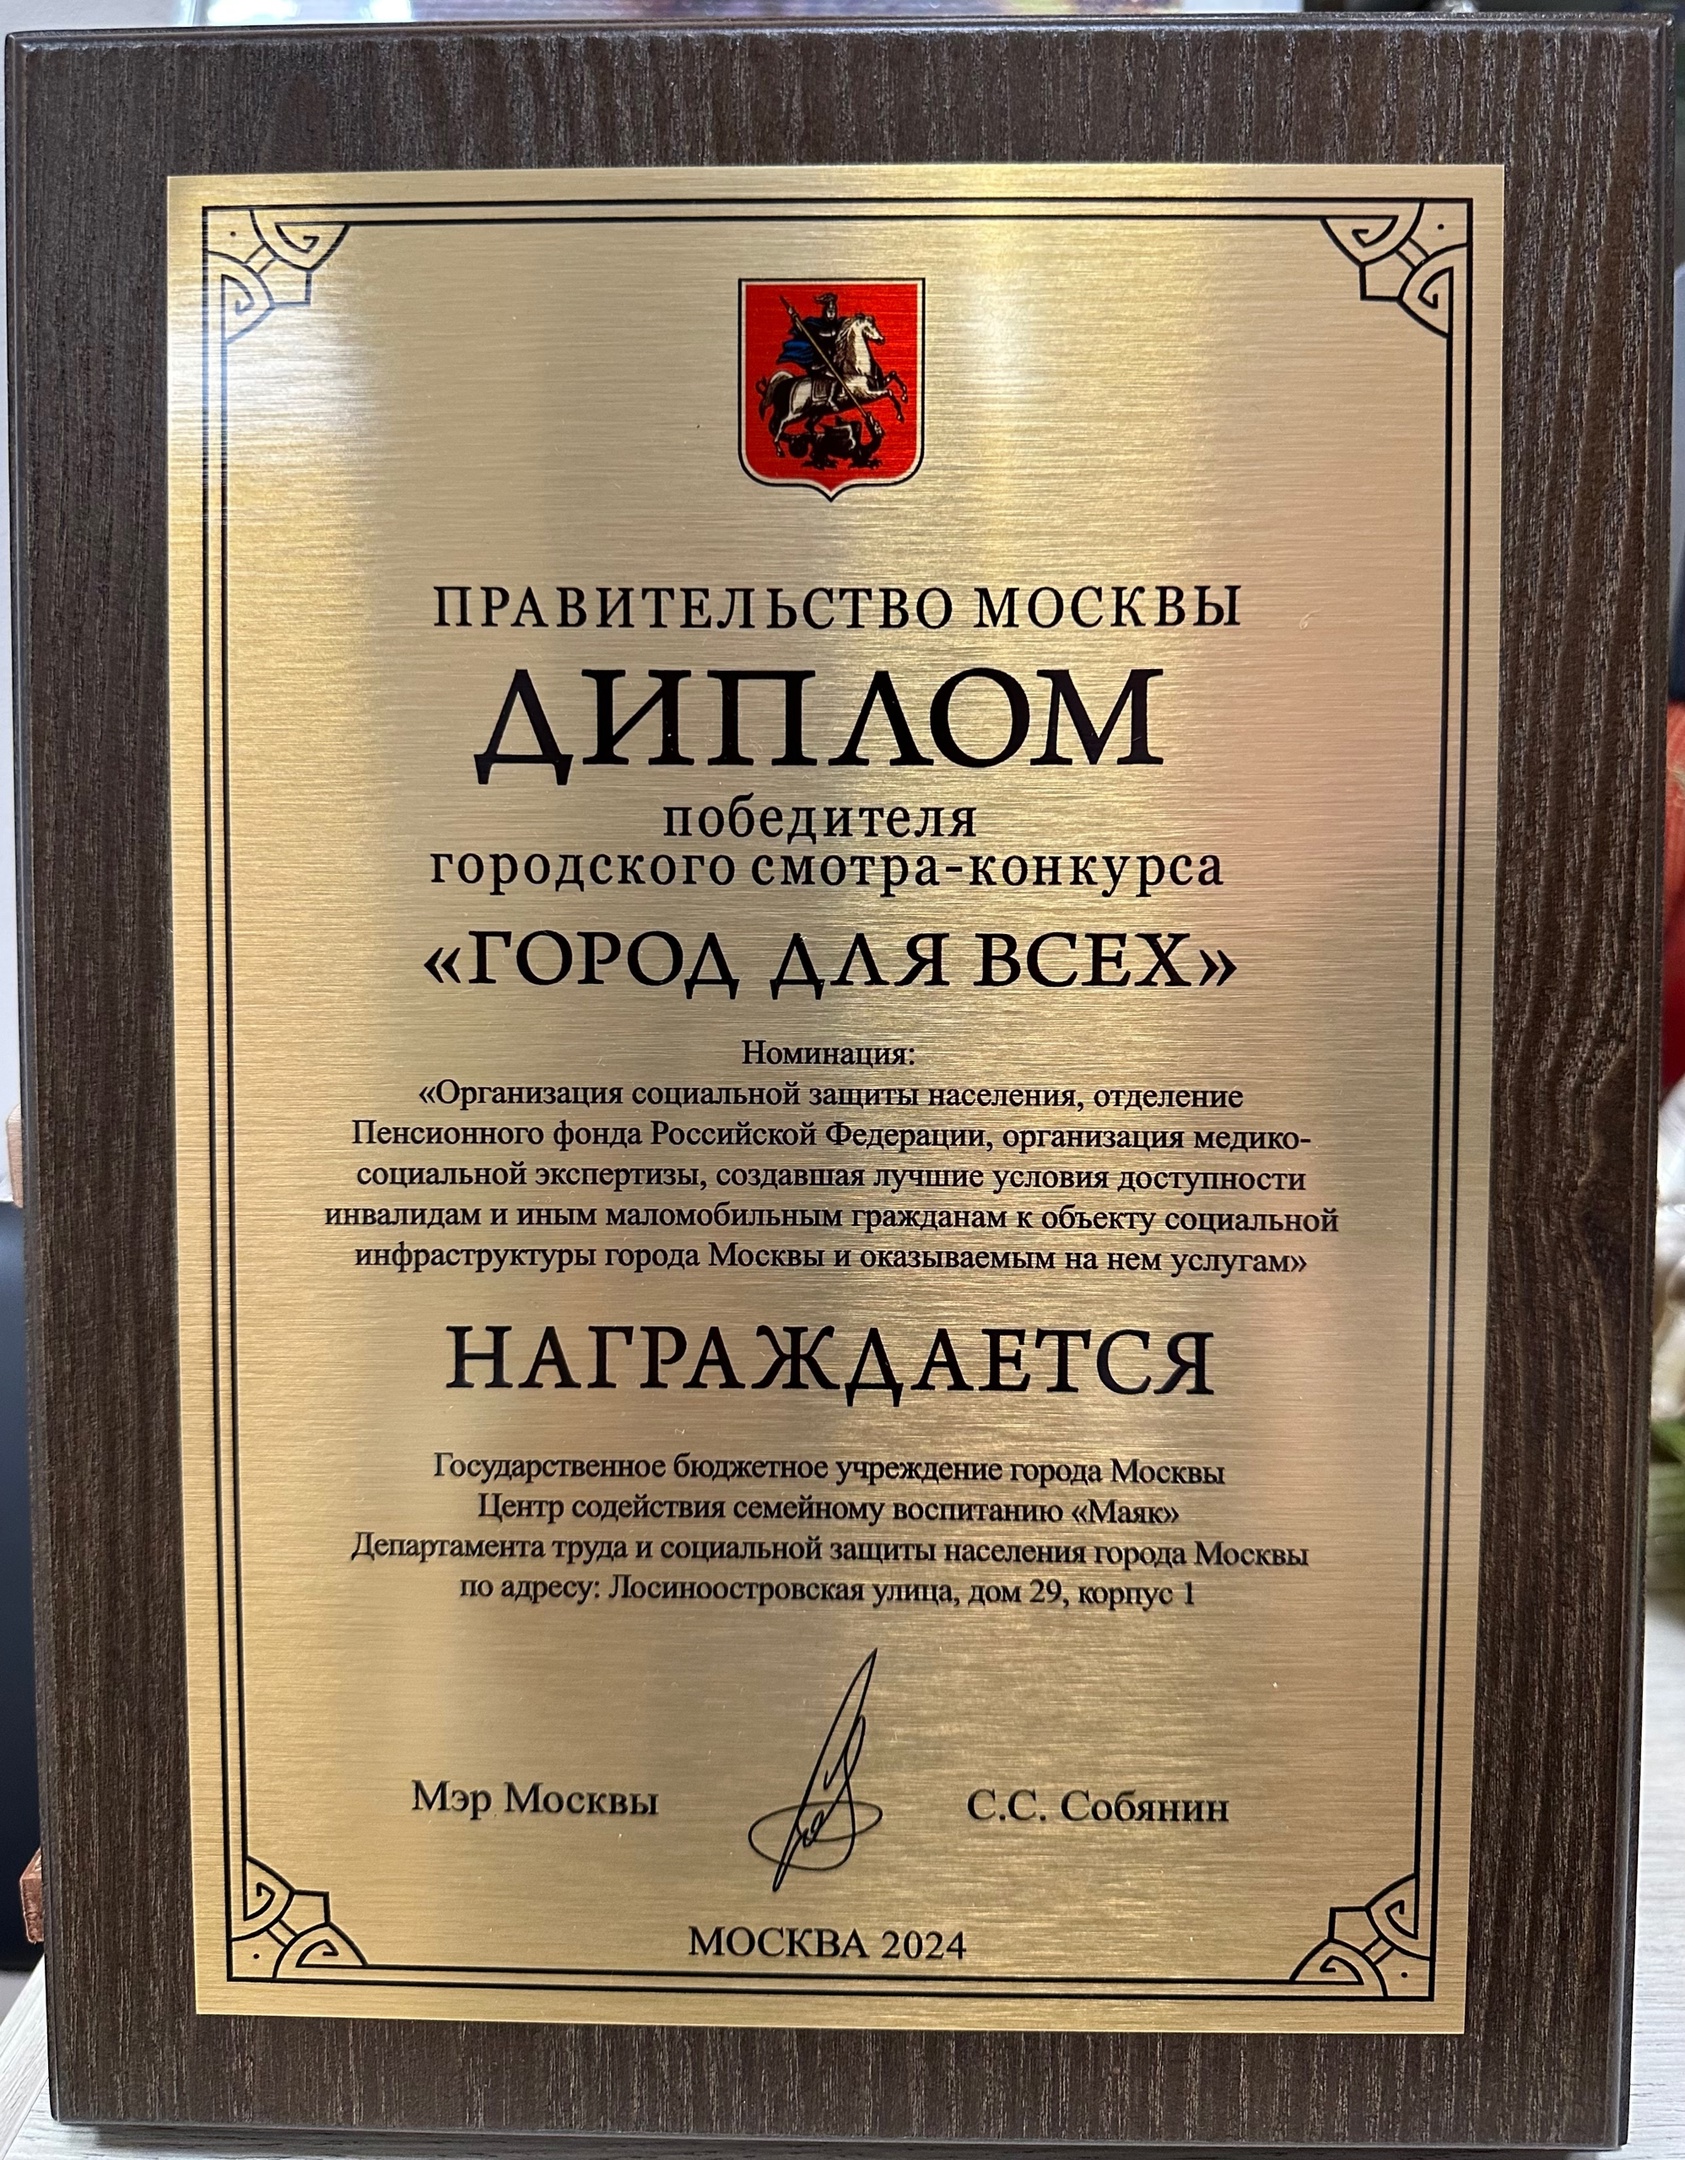 ПРАВИТЕЛЬСТВО МОСКВЫ
ДИПЛОМ
победителя
городского смотра-конкурса
«ГОРОД ДЛЯ ВСЕХ»
Номинация:
«Организация социальной защиты населения, отделение
Пенсионного фонда Российской Федерации, организация медико-
социальной экспертизы, создавшая лучшие условия доступности
инвалидам и иным маломобильным гражданам к объекту социальной
инфраструктуры города Москвы и оказываемым на нем услугам»
НАГРАЖДАЕТСЯ
Государственное бюджетное учреждение города Москвы
Центр содействия семейному воспитанию «Маяк»
Департамента труда и социальной защиты населения города Москвы
по адресу: Лосиноостровская улица, дом 29, корпус 1
Мэр Москвы С.С. Собянин
МОСКВА 2024